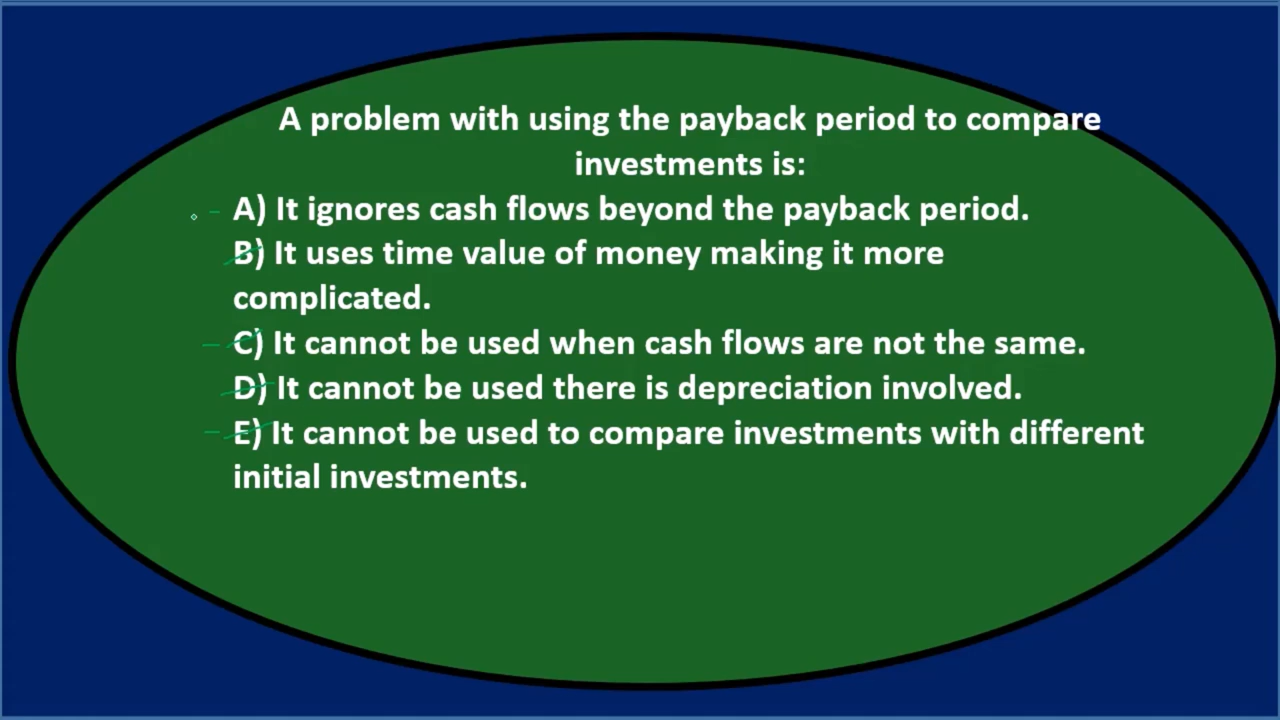 A problem with using the payback period to compare
investments is:
A) It ignores cash flows beyond the payback period.
B) It uses time value of money making it more
complicated.
C) It cannot be used when cash flows are not the same.
D) It cannot be used there is depreciation involved.
E) It cannot be used to compare investments with different
initial investments.